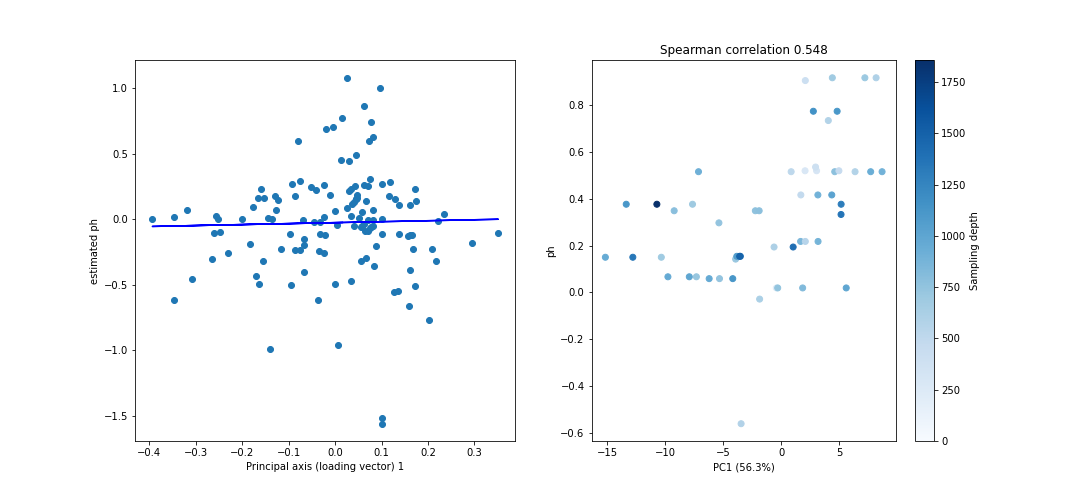 Spearman correlation 0.548
estimated ph
1.0
0.5
0.0
−0.5
−1.0
−1.5
−0.4 −0.3 −0.2 −0.1 0.0 0.1 0.2 0.3
Principal axis (loading vector) 1
ph
0.8
0.6
0.4
0.2
0.0
−0.2
−0.4
−0.6
−15 −10 −5 0 5
PC1 (56.3%)
1750
1500
1250
1000
750
500
250
0
Sampling depth